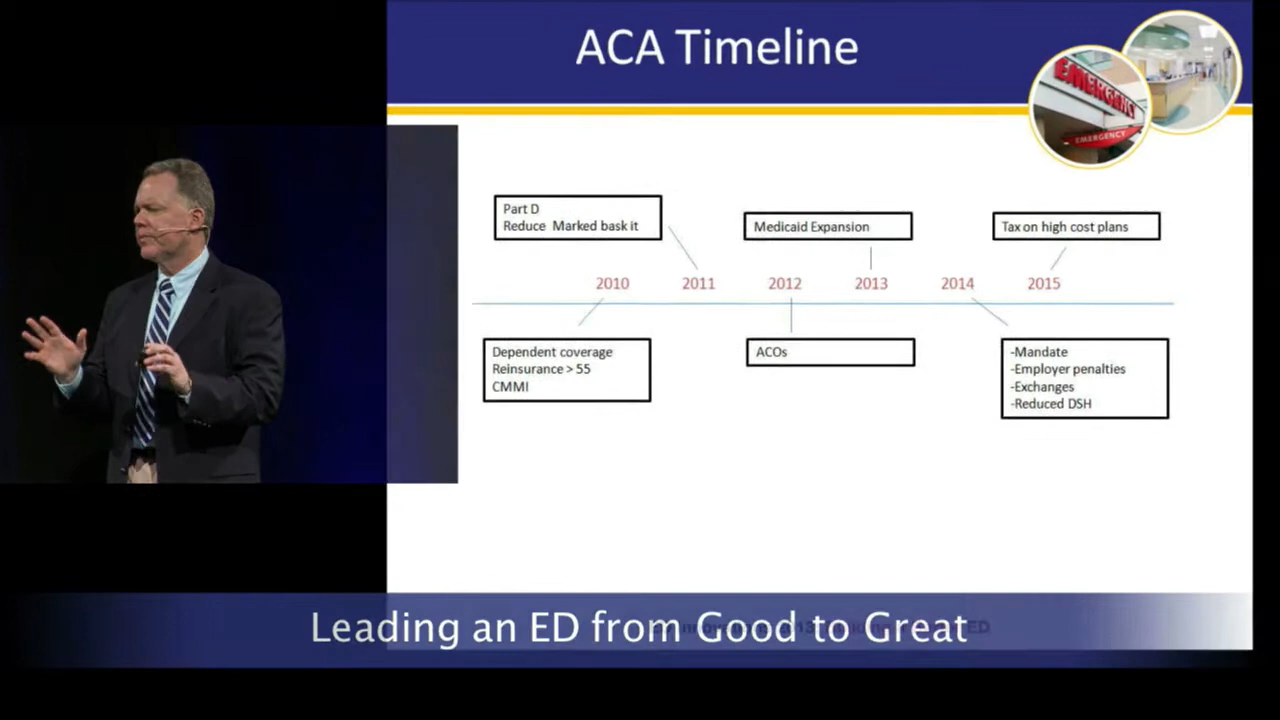 ACA Timeline
EMERGENCY
EMERGENCY
Part D
Reduce Marked bask it
Medicaid Expansion
Tax on high cost plans
2010 2011 2012 2013 2014 2015
Dependent coverage
Reinsurance > 55
CMMI
ACOs
-Mandate
-Employer penalties
-Exchanges
-Reduced DSH
Leading an ED from Good to Great